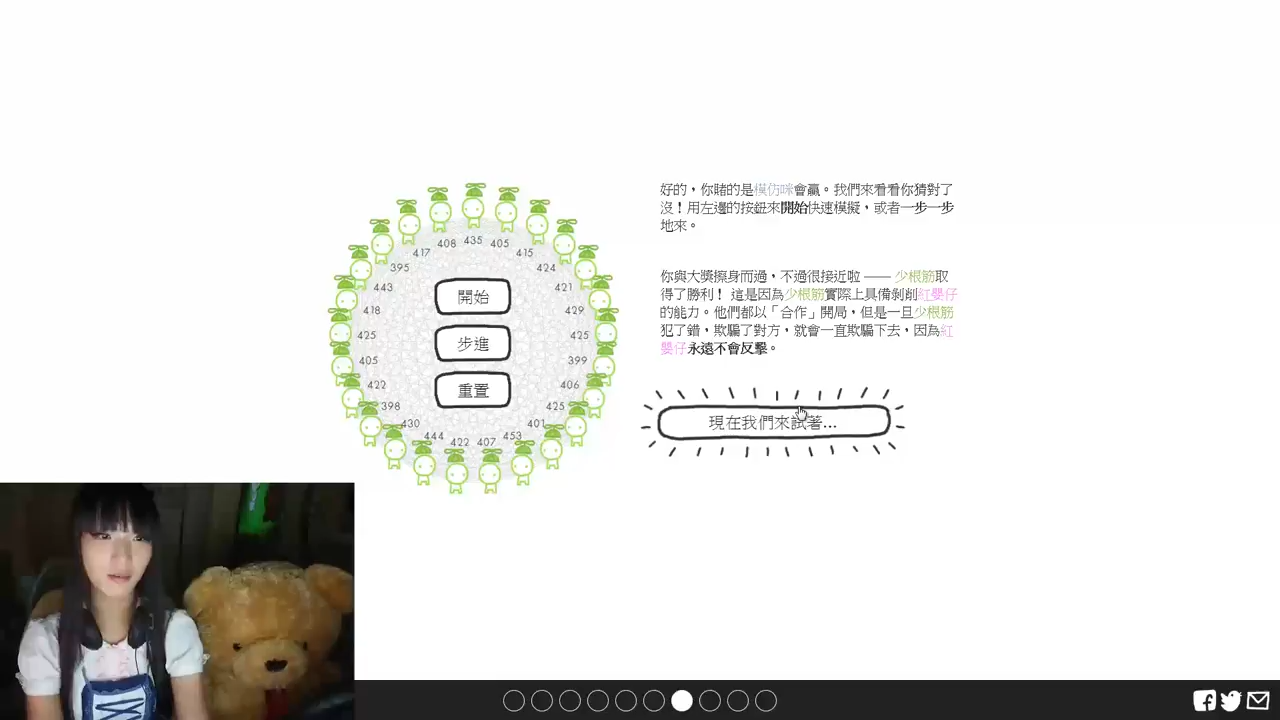 好的，你賭的是模仿咪會贏。我們來看看你猜對了
沒！用左邊的按鈕來開始快速模擬，或者一步一步
地來。
你與大獎擦身而過，不過很接近啦 —— 少根筋取
得了勝利！ 這是因為少根筋實際上具備剝削紅嬰仔
的能力。他們都以「合作」開局，但是一旦少根筋
犯了錯，欺騙了對方，就會一直欺騙下去，因為紅
嬰仔永遠不會反擊。
現在我們來試著...
開始
步進
重置
435
405
415
424
421
429
425
399
406
425
401
453
407
422
444
430
398
422
405
425
418
443
395
417
408